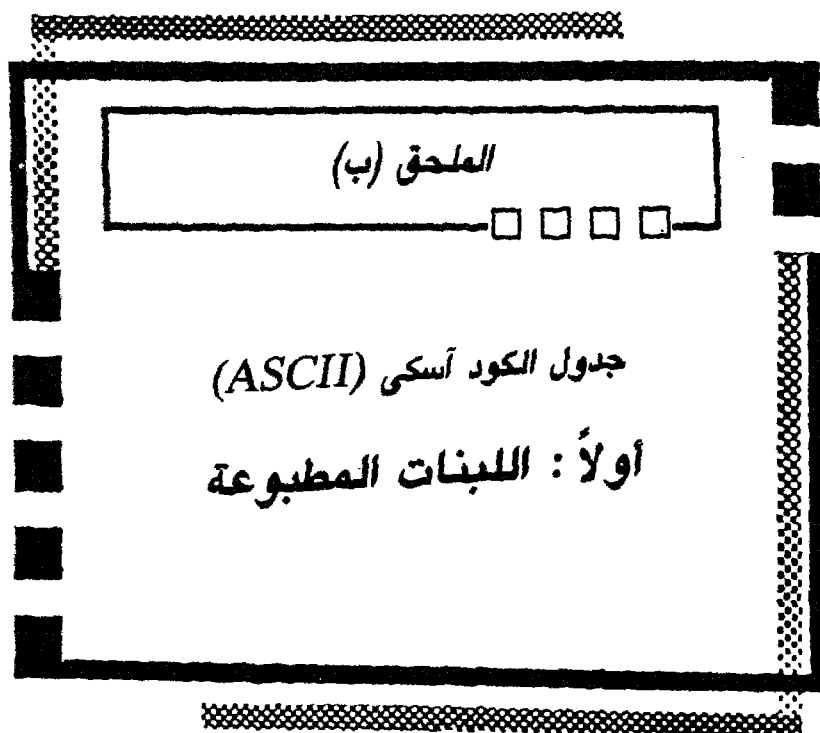 الملحق (ب)
جدول الكود آسكى (ASCII)
أولاً : اللبنات المطبوعة